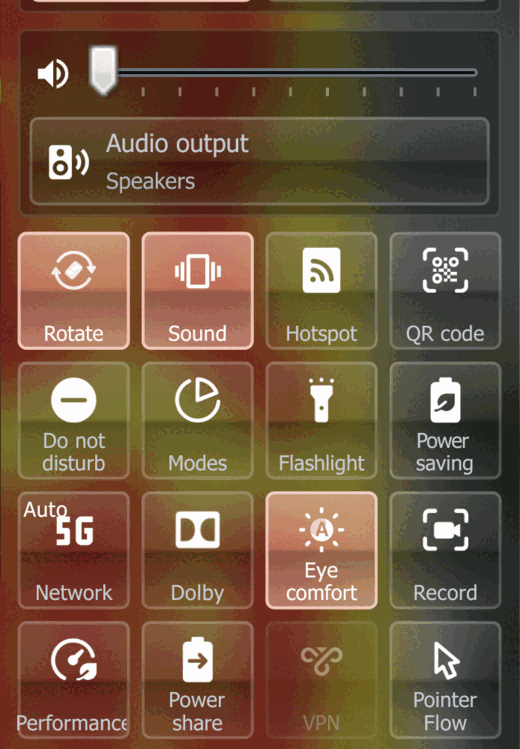 Audio output
Speakers
Rotate
Sound
Hotspot
QR code
Do not
disturb
Modes
Flashlight
Power
saving
Auto
5G
Network
Dolby
A
Eye
comfort
Record
Performance
Power
share
VPN
Pointer
Flow